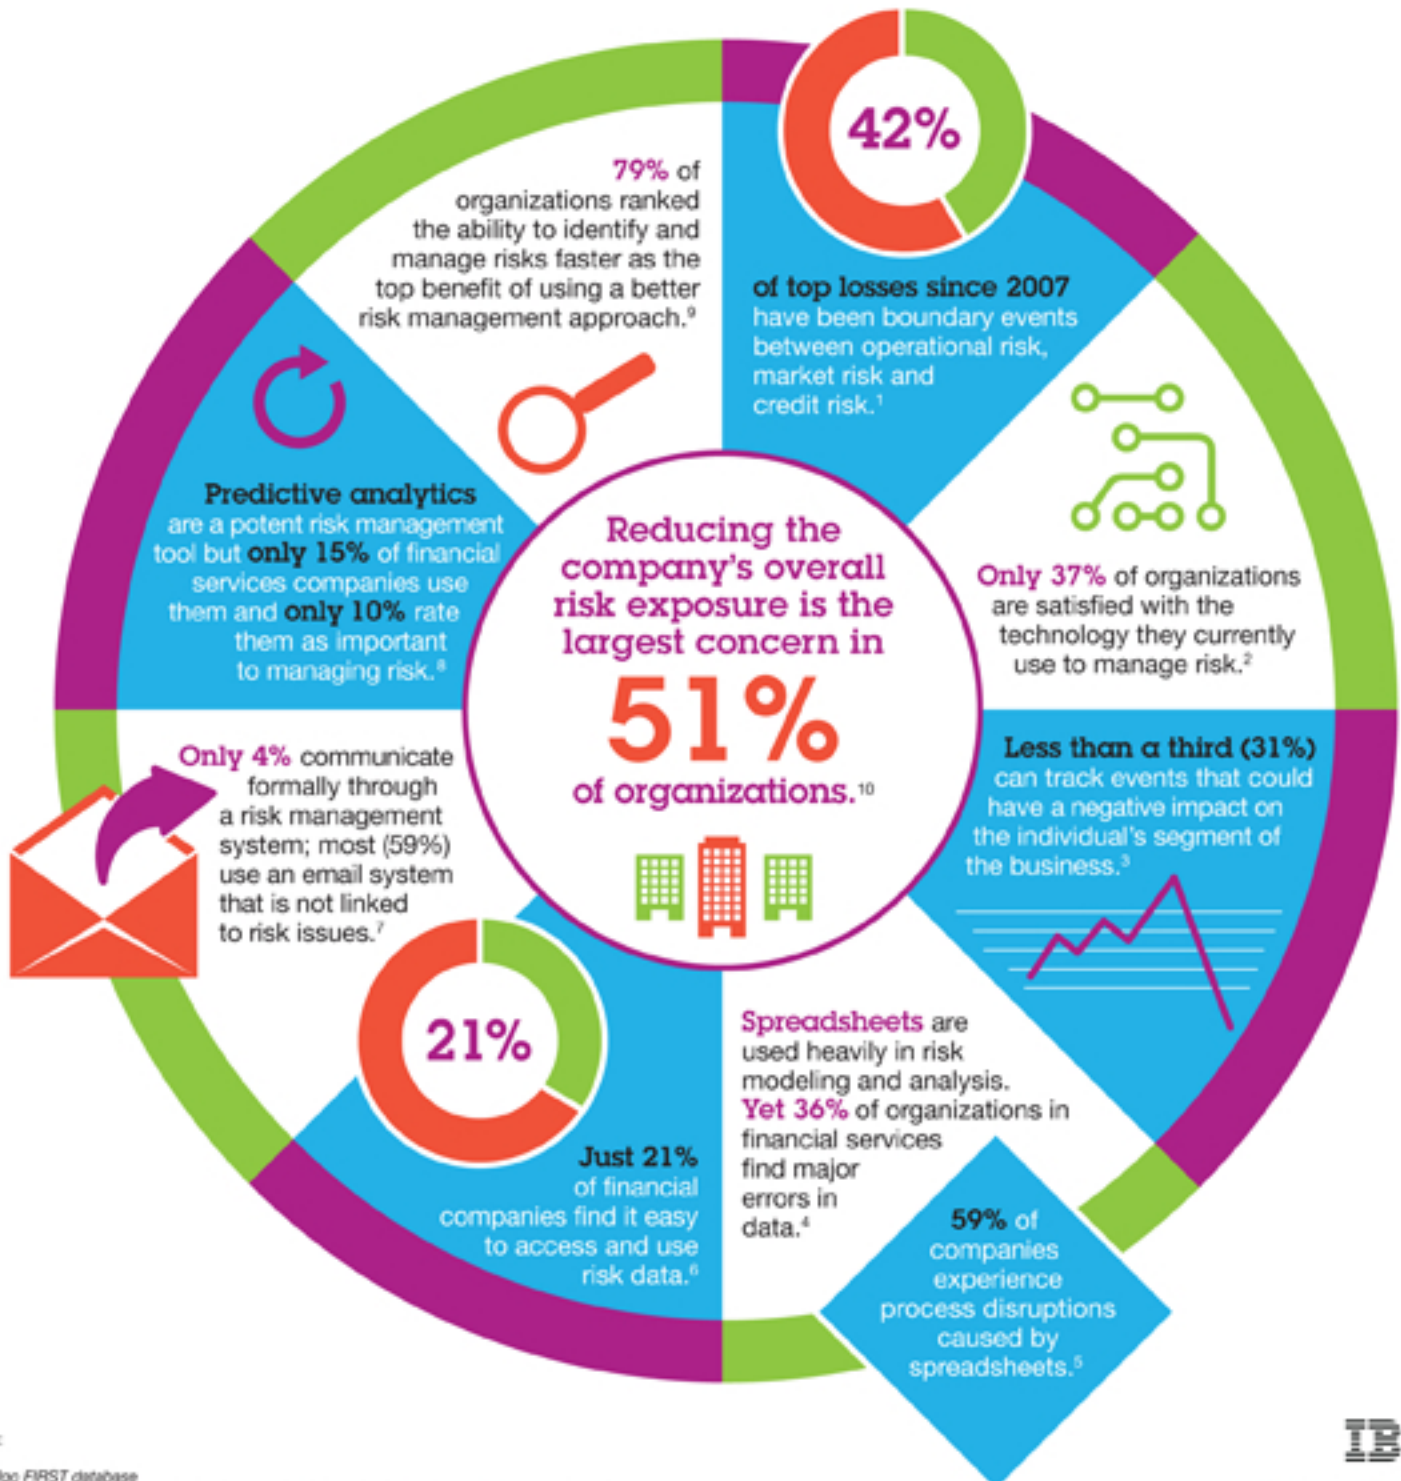 42%
of top losses since 2007
have been boundary events
between operational risk,
market risk and
credit risk.¹
Only 37% of organizations
are satisfied with the
technology they currently
use to manage risk.²
Less than a third (31%)
can track events that could
have a negative impact on
the individual's segment of
the business.³
Spreadsheets are
used heavily in risk
modeling and analysis.
Yet 36% of organizations in
financial services
find major
errors in
data.⁴
59% of
companies
experience
process disruptions
caused by
spreadsheets.⁵
21%
Just 21%
of financial
companies find it easy
to access and use
risk data.⁶
Only 4% communicate
formally through
a risk management
system; most (59%)
use an email system
that is not linked
to risk issues.⁷
Predictive analytics
are a potent risk management
tool but only 15% of financial
services companies use
them and only 10% rate
them as important
to managing risk.⁸
79% of
organizations ranked
the ability to identify and
manage risks faster as the
top benefit of using a better
risk management approach.⁹
Reducing the
company's overall
risk exposure is the
largest concern in
51%
of organizations.¹⁰
FIRST database
IB